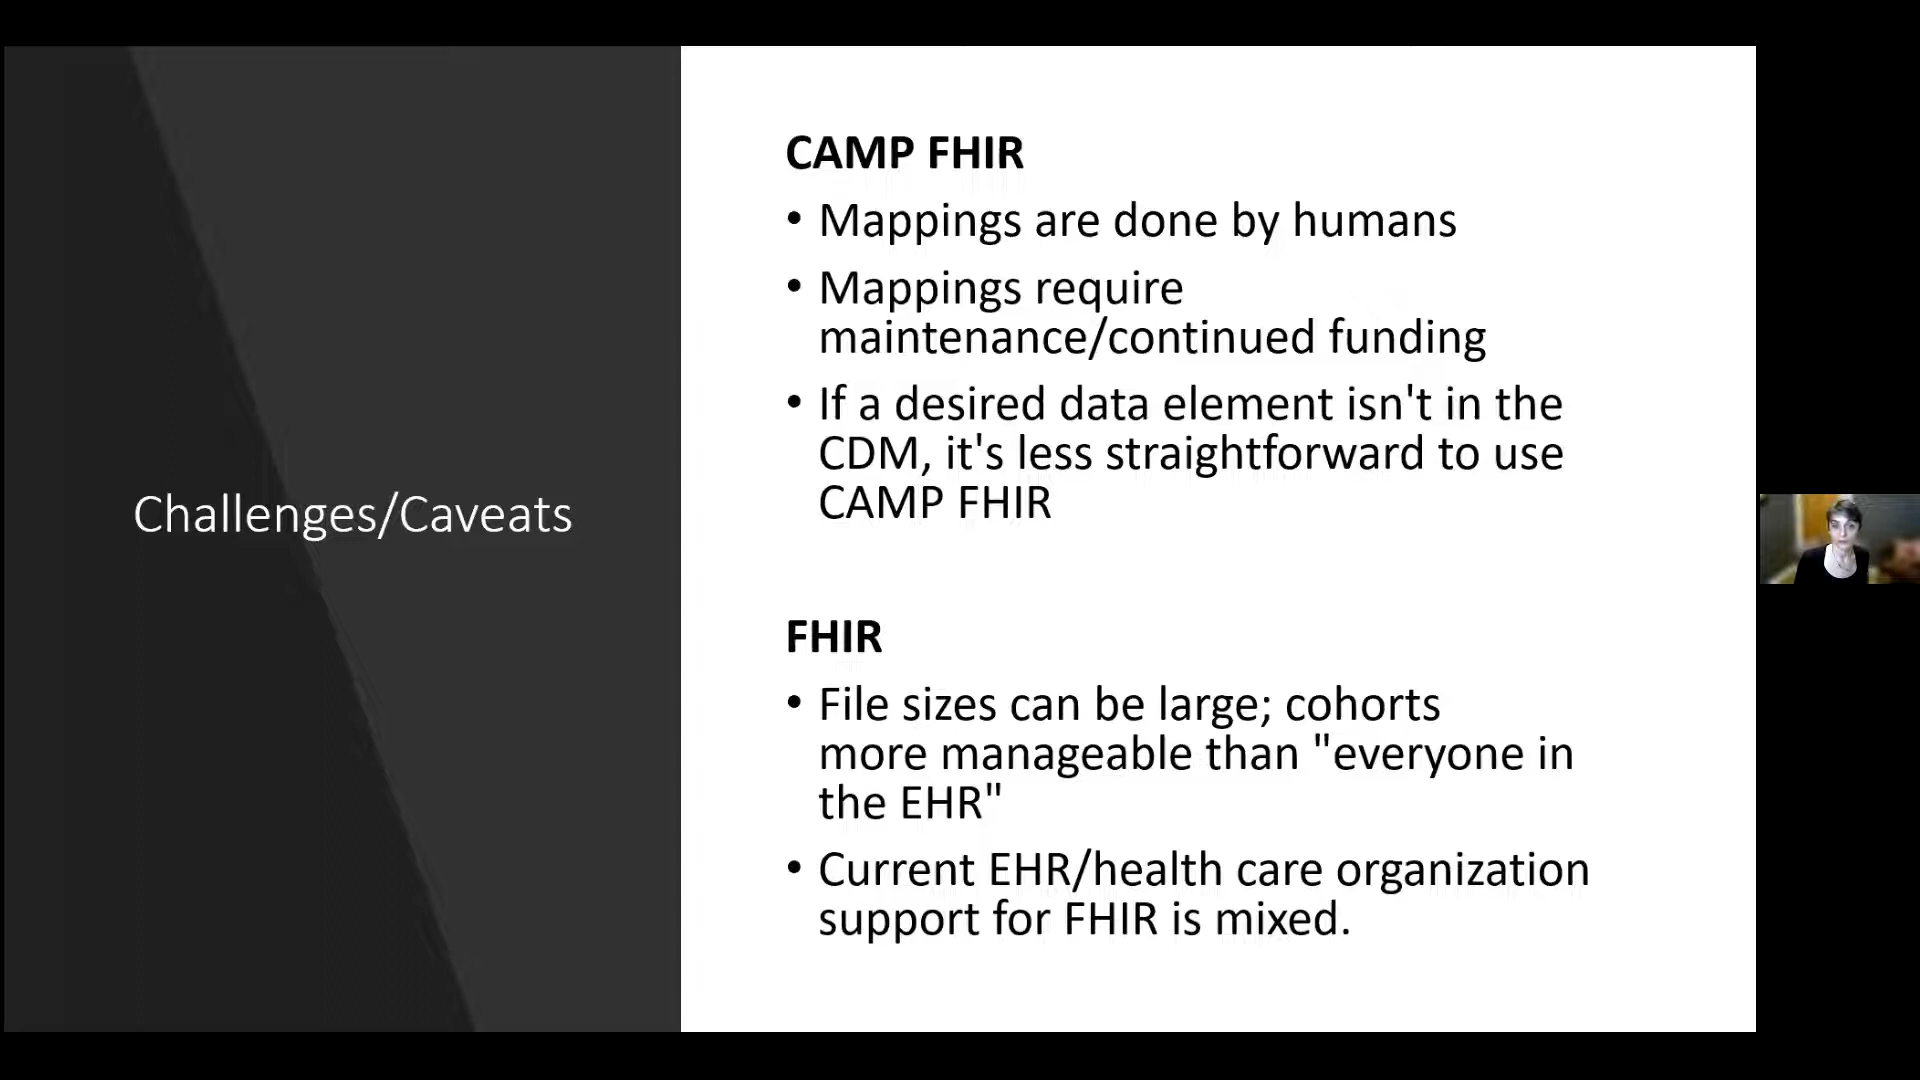 Challenges/Caveats
CAMP FHIR
• Mappings are done by humans
• Mappings require
maintenance/continued funding
• If a desired data element isn't in the
CDM, it's less straightforward to use
CAMP FHIR
FHIR
• File sizes can be large; cohorts
more manageable than "everyone in
the EHR"
• Current EHR/health care organization
support for FHIR is mixed.